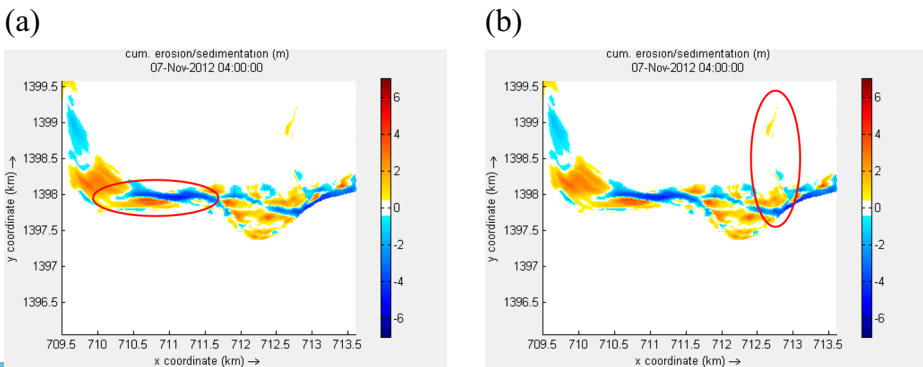 (a)
(b)
cum. erosion/sedimentation (m)
07-Nov-2012 04:00:00
1399.5
1399
1398.5
1398
1397.5
1397
1396.5
y coordinate (km) →
709.5 710 710.5 711 711.5 712 712.5 713 713.5
x coordinate (km) →
6
4
2
0
-2
-4
-6
cum. erosion/sedimentation (m)
07-Nov-2012 04:00:00
1399.5
1399
1398.5
1398
1397.5
1397
1396.5
y coordinate (km) →
709.5 710 710.5 711 711.5 712 712.5 713 713.5
x coordinate (km) →
6
4
2
0
-2
-4
-6